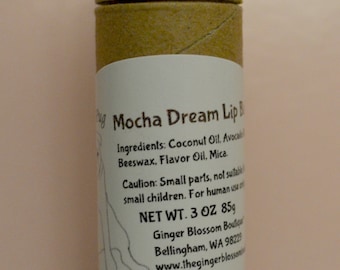 Mocha Dream Lip
Ingredients: Coconut Oil, Avocado
Beeswax, Flavor Oil, Mica.
Caution: Small parts, not suitable
small children. For human use
NET WT. 3 OZ 85g
Ginger Blossom Boutique
Bellingham, WA 98229
www.thegingerblossom